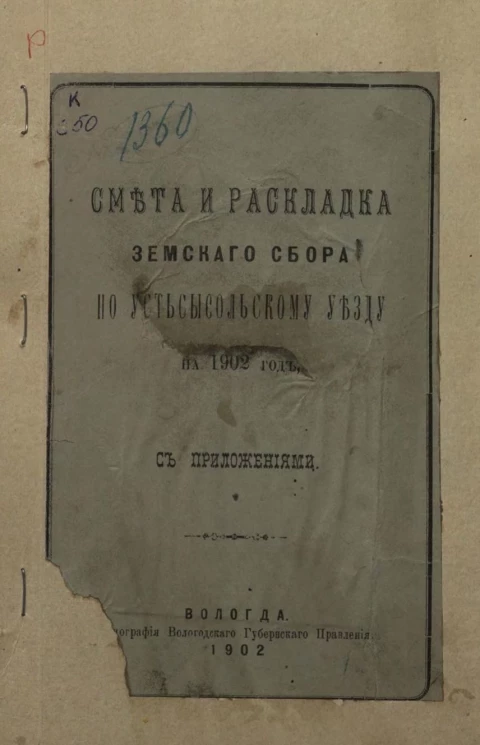 Р
К
50
1360
СМѢТА И РАСКЛАДКА
ЗЕМСКАГО СБОРА
ПО УСТЬСЫСОЛЬСКОМУ УѢЗДУ
НА 1902 ГОДЪ,
СЪ ПРИЛОЖЕНІЯМИ.
ВОЛОГДА.
ографія Вологодскаго Губернскаго Правленія.
1902